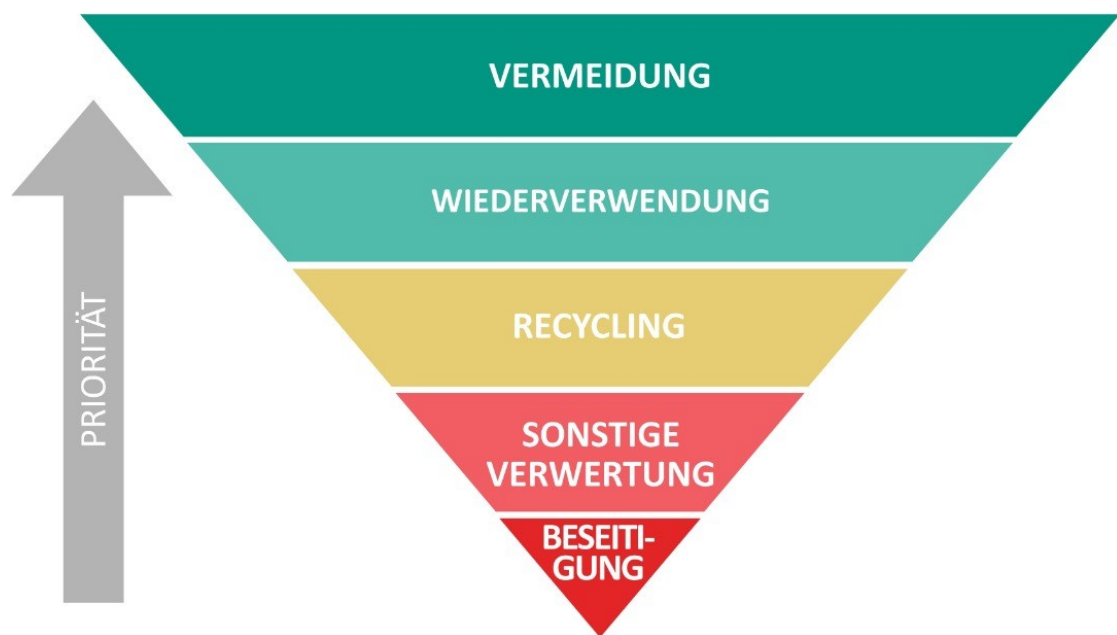 VERMEIDUNG
WIEDERVERWENDUNG
RECYCLING
SONSTIGE
VERWERTUNG
BESEITI-
GUNG
PRIORITÄT